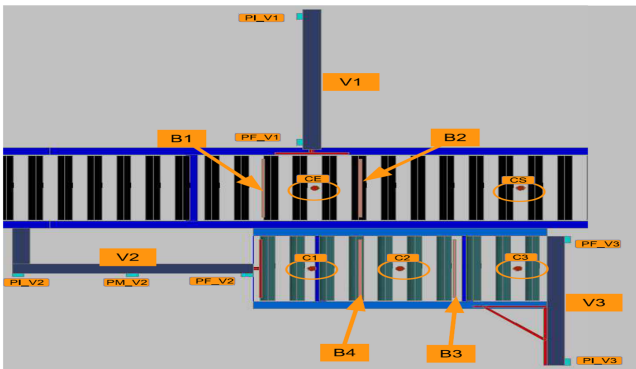 PI_V1
V1
PF_V1
B1
B2
CE
CS
V2
PI_V2
PM_V2
PF_V2
C1
C2
C3
PF_V3
V3
B4
B3
PI_V3